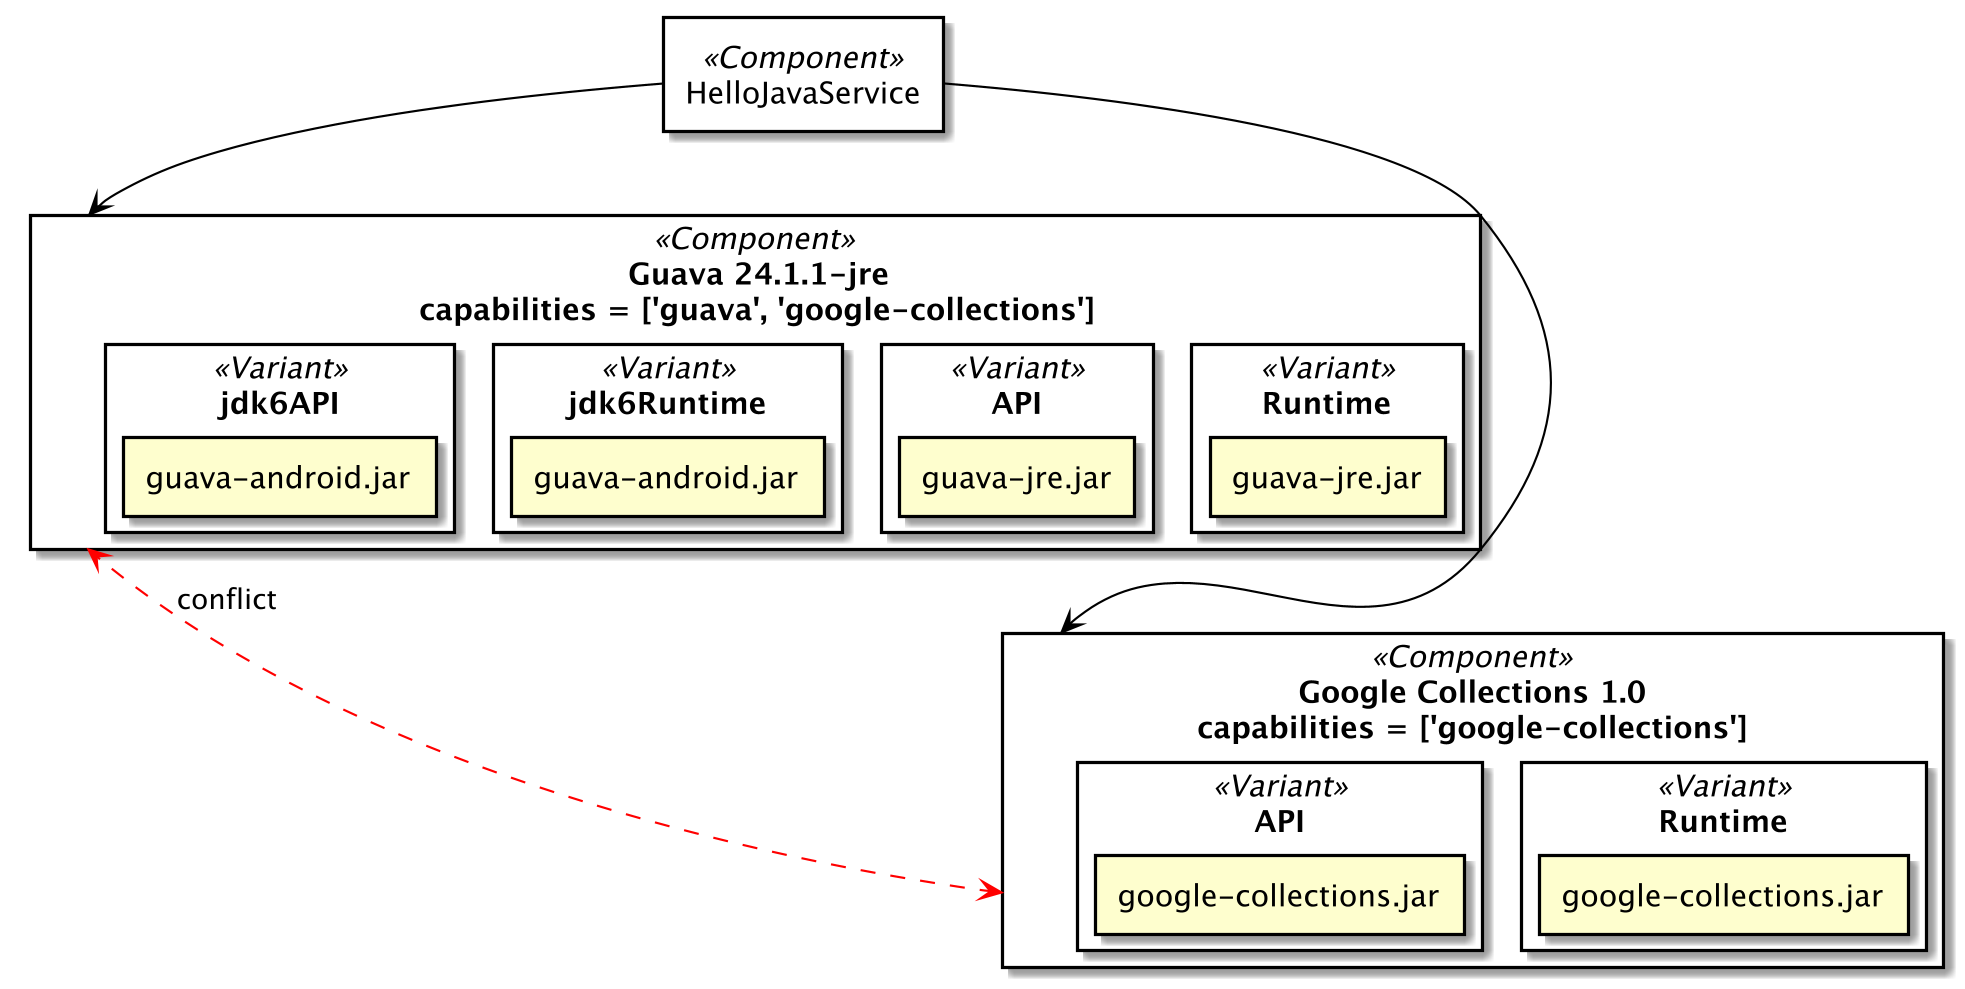 «Component»
HelloJavaService
«Component»
Guava 24.1.1-jre
capabilities = ['guava', 'google-collections']
«Variant»
jdk6API
guava-android.jar
«Variant»
jdk6Runtime
guava-android.jar
«Variant»
API
guava-jre.jar
«Variant»
Runtime
guava-jre.jar
conflict
«Component»
Google Collections 1.0
capabilities = ['google-collections']
«Variant»
API
google-collections.jar
«Variant»
Runtime
google-collections.jar